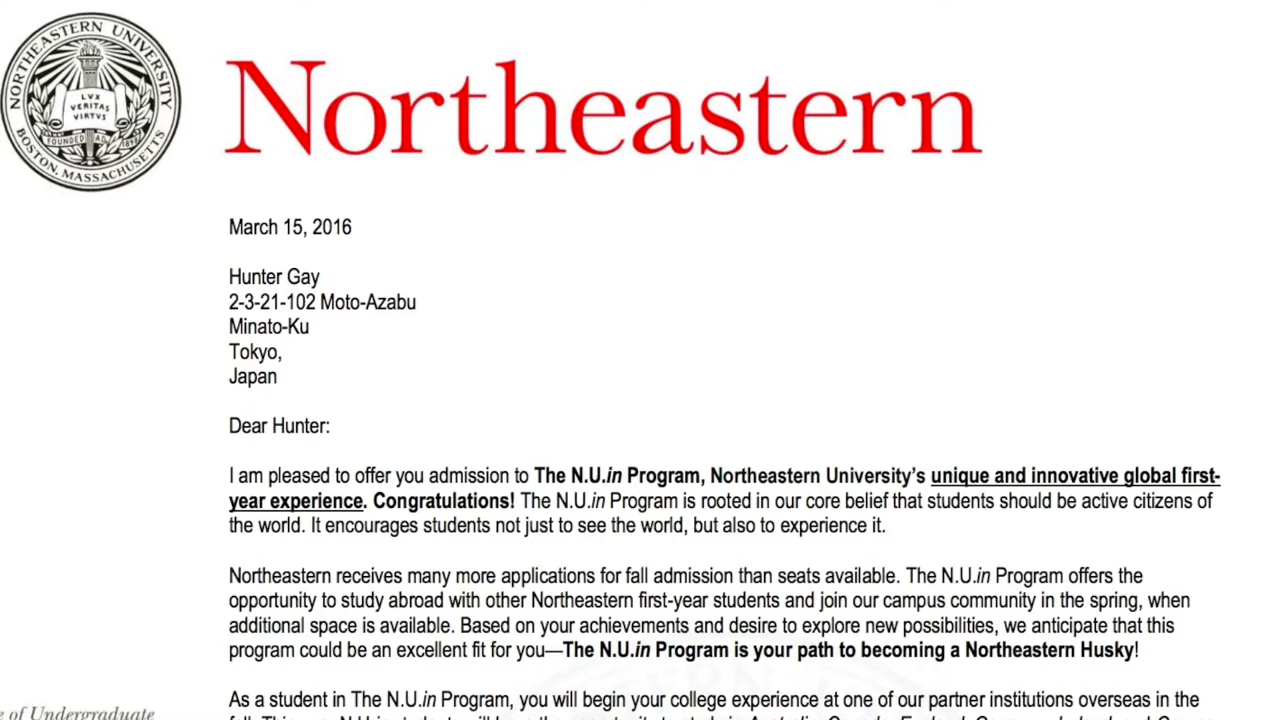 NORTHEASTERN UNIVERSITY
LVX
VERITAS
VIRTVS
FOUNDED A.D. 1898
BOSTON, MASSACHUSETTS
Northeastern
March 15, 2016
Hunter Gay
2-3-21-102 Moto-Azabu
Minato-Ku
Tokyo,
Japan
Dear Hunter:
I am pleased to offer you admission to The N.U.in Program, Northeastern University’s unique and innovative global first-
year experience. Congratulations! The N.U.in Program is rooted in our core belief that students should be active citizens of
the world. It encourages students not just to see the world, but also to experience it.
Northeastern receives many more applications for fall admission than seats available. The N.U.in Program offers the
opportunity to study abroad with other Northeastern first-year students and join our campus community in the spring, when
additional space is available. Based on your achievements and desire to explore new possibilities, we anticipate that this
program could be an excellent fit for you—The N.U.in Program is your path to becoming a Northeastern Husky!
As a student in The N.U.in Program, you will begin your college experience at one of our partner institutions overseas in the
of Undergraduate